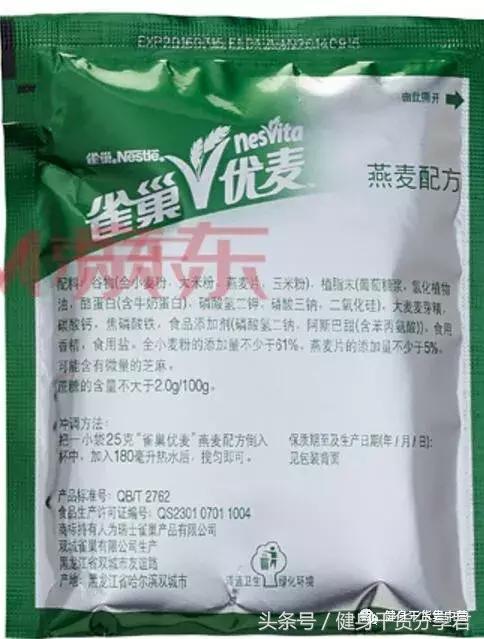 由此撕开
雀巢 Nestlé
nesvita
雀巢优麦
燕麦配方
京东
配料：谷物(全小麦粉，大米粉，燕麦片，玉米粉)，植脂末(葡萄糖浆，氢化植物
油，酪蛋白(含牛奶蛋白)，磷酸氢二钾，磷酸三钠，二氧化硅)，大麦麦芽精，
碳酸钙，焦磷酸铁，食品添加剂(磷酸氢二钠，阿斯巴甜(含苯丙氨酸))，食用
香精，食用盐。全小麦粉的添加量不少于61%，燕麦片的添加量不少于5%。
可能含有微量的芝麻。
蔗糖的含量不大于2.0g/100g。
冲调方法：
把一小袋25克“雀巢优麦”燕麦配方倒入
杯中，加入180毫升热水后，搅匀即可。
保质期至及生产日期(年/月/日)：
见包装背面
产品标准号：QB/T 2762
食品生产许可证编号：QS2301 0701 1004
商标持有人为瑞士雀巢产品有限公司
双城雀巢有限公司生产
黑龙江省双城市友谊路
产地：黑龙江省哈尔滨双城市
清洁卫生 绿化环境
头条号 / 健身干货分享君